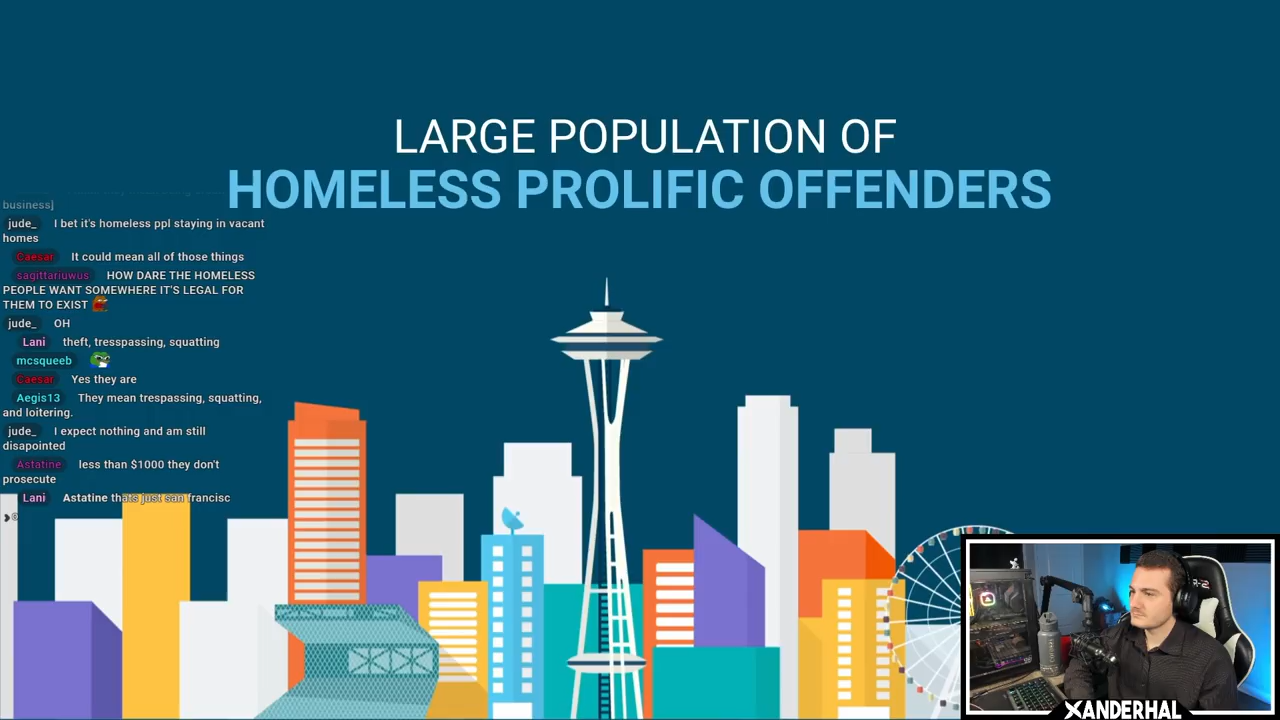 LARGE POPULATION OF
HOMELESS PROLIFIC OFFENDERS
business]
jude_ I bet it's homeless ppl staying in vacant
homes
Caesar It could mean all of those things
sagittariuwus HOW DARE THE HOMELESS
PEOPLE WANT SOMEWHERE IT'S LEGAL FOR
THEM TO EXIST
jude_ OH
Lani theft, tresspassing, squatting
mcsqueeb
Caesar Yes they are
Aegis13 They mean trespassing, squatting,
and loitering.
jude_ I expect nothing and am still
disapointed
Astatine less than $1000 they don't
prosecute
Lani Astatine thats just san francisc
XANDERHAL